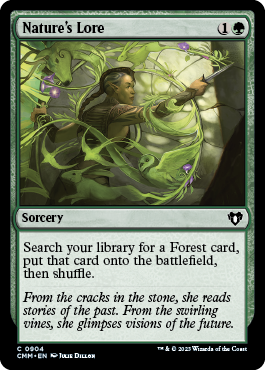 Nature's Lore 1
Sorcery
Search your library for a Forest card,
put that card onto the battlefield,
then shuffle.
From the cracks in the stone, she reads
stories of the past. From the swirling
vines, she glimpses visions of the future.
C 0904
CMM • EN Julie Dillon
™ & © 2023 Wizards of the Coast